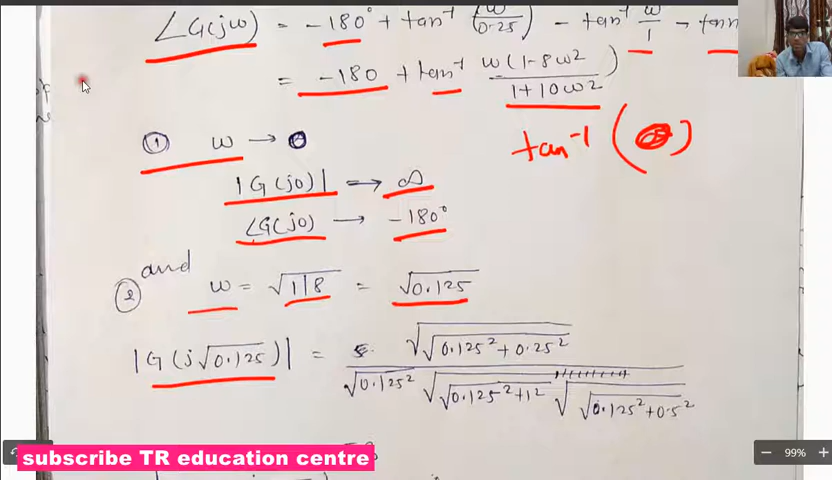 ∠G(jω) = -180° + tan⁻¹ (ω/0.25) - tan⁻¹ ω/1 - tan
= -180 + tan⁻¹ ω(1-8ω2/1+10ω2)
tan⁻¹ (0)
① ω → 0
|G(j0)| → ∞
∠G(j0) → -180°
and
② ω = √1/8 = √0.125
|G(j√0.125)| = 5 √√0.125²+0.25² / √0.125² √√0.125²+1² √√0.125²+0.5²
subscribe TR education centre
99%